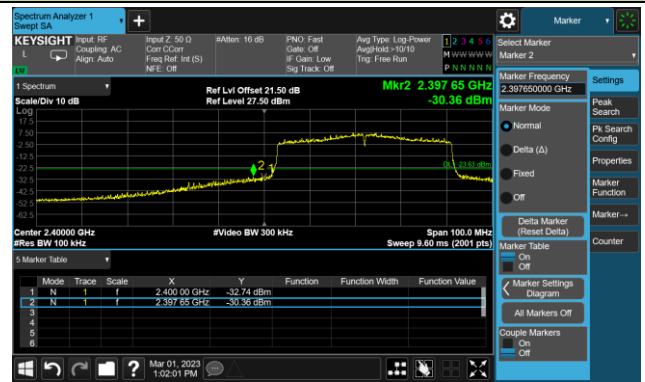 Spectrum Analyzer 1
Swept SA
Marker
KEYSIGHT Input: RF
Coupling: AC
Align: Auto
Input Z: 50 Ω
Corr CCorr
Freq Ref: Int (S)
NFE: Off
#Atten: 16 dB
PNO: Fast
Gate: Off
IF Gain: Low
Sig Track: Off
Avg Type: Log-Power
Avg|Hold:>10/10
Trig: Free Run
1 2 3 4 5 6
M W W W W W
P N N N N N
L
LW
Select Marker
Marker 2
1 Spectrum
Scale/Div 10 dB
Ref Lvl Offset 21.50 dB
Ref Level 27.50 dBm
Mkr2 2.397 65 GHz
-30.36 dBm
Log
17.5
7.50
-2.50
-12.5
-22.5
-32.5
-42.5
-52.5
-62.5
2
1
DL1 -23.63 dBm
Center 2.40000 GHz
#Res BW 100 kHz
#Video BW 300 kHz
Span 100.0 MHz
Sweep 9.60 ms (2001 pts)
5 Marker Table
Mode Trace Scale X Y Function Function Width Function Value
1 N 1 f 2.400 00 GHz -32.74 dBm
2 N 1 f 2.397 65 GHz -30.36 dBm
3
4
5
6
Marker Frequency
2.397650000 GHz
Marker Mode
Normal
Delta (Δ)
Fixed
Off
Delta Marker
(Reset Delta)
Marker Table
On
Off
Marker Settings
Diagram
All Markers Off
Couple Markers
On
Off
Settings
Peak
Search
Pk Search
Config
Properties
Marker
Function
Marker→
Counter
Mar 01, 2023
1:02:01 PM